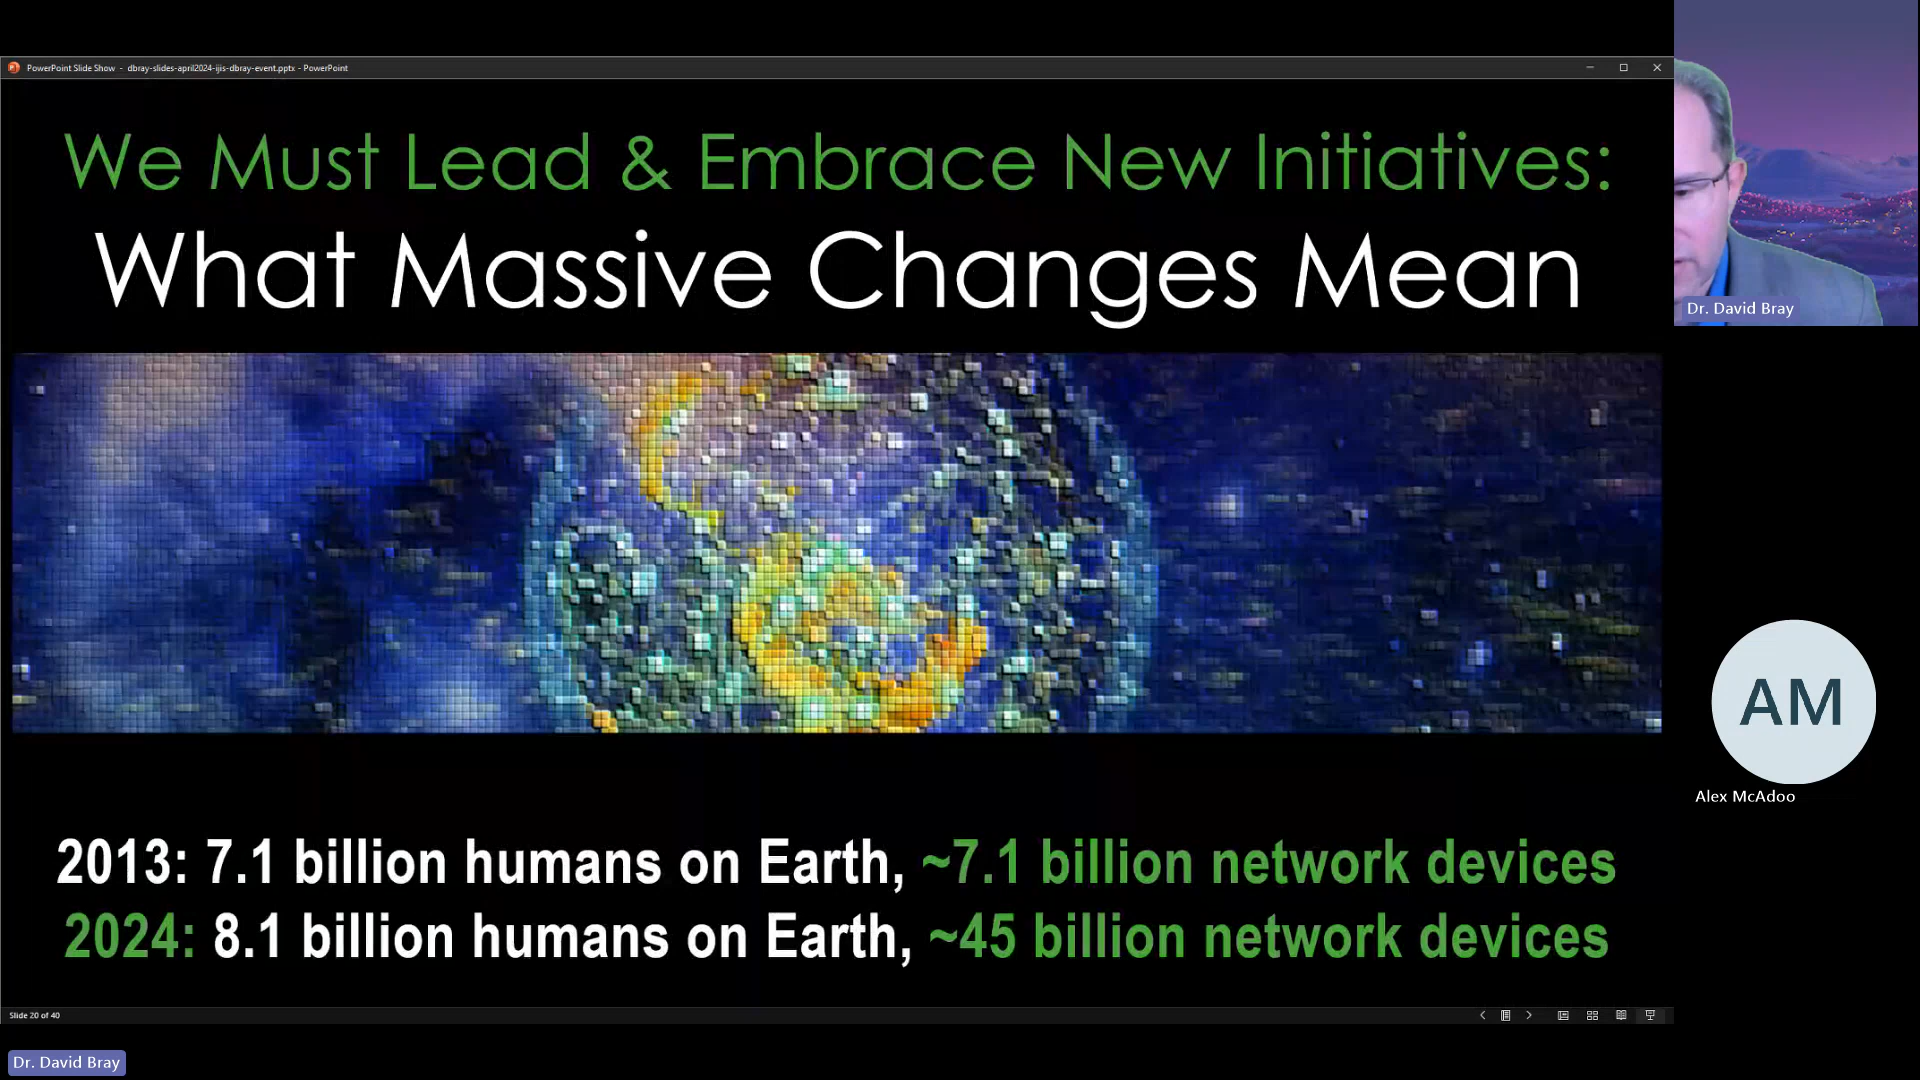 PowerPoint Slide Show - dbray-slides-april2024-ijis-dbray-event.pptx - PowerPoint
We Must Lead & Embrace New Initiatives:
What Massive Changes Mean
Dr. David Bray
AM
Alex McAdoo
2013: 7.1 billion humans on Earth, ~7.1 billion network devices
2024: 8.1 billion humans on Earth, ~45 billion network devices
Slide 20 of 40
Dr. David Bray